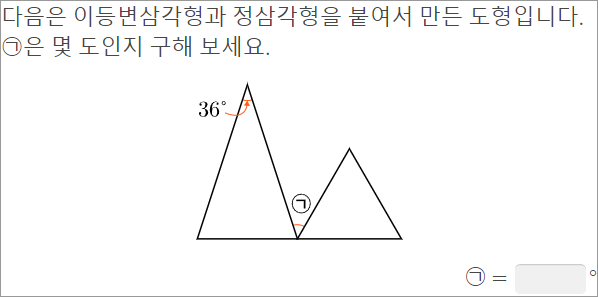 다음은 이등변삼각형과 정삼각형을 붙여서 만든 도형입니다.
㉠은 몇 도인지 구해 보세요.
36°
㉠
㉠ = °